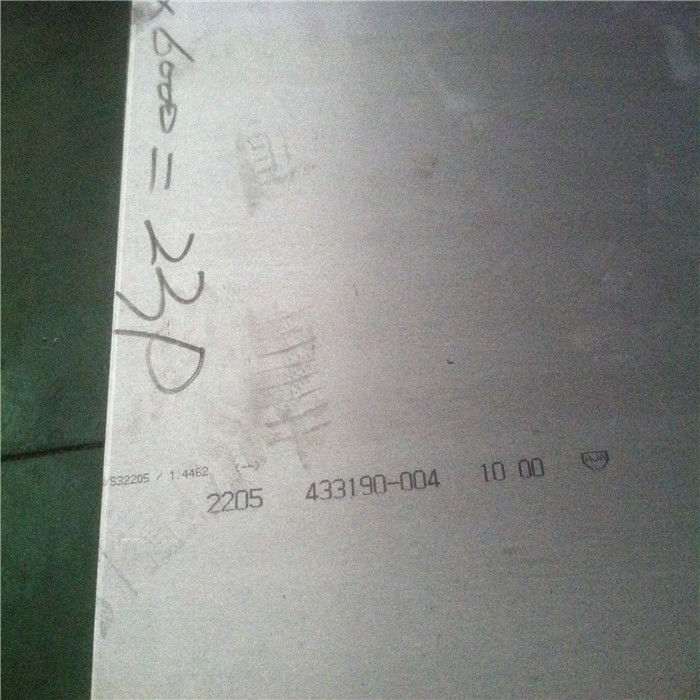 x6000=23P
/S32205 / 1.4462 <->
2205 433190-004 10 00